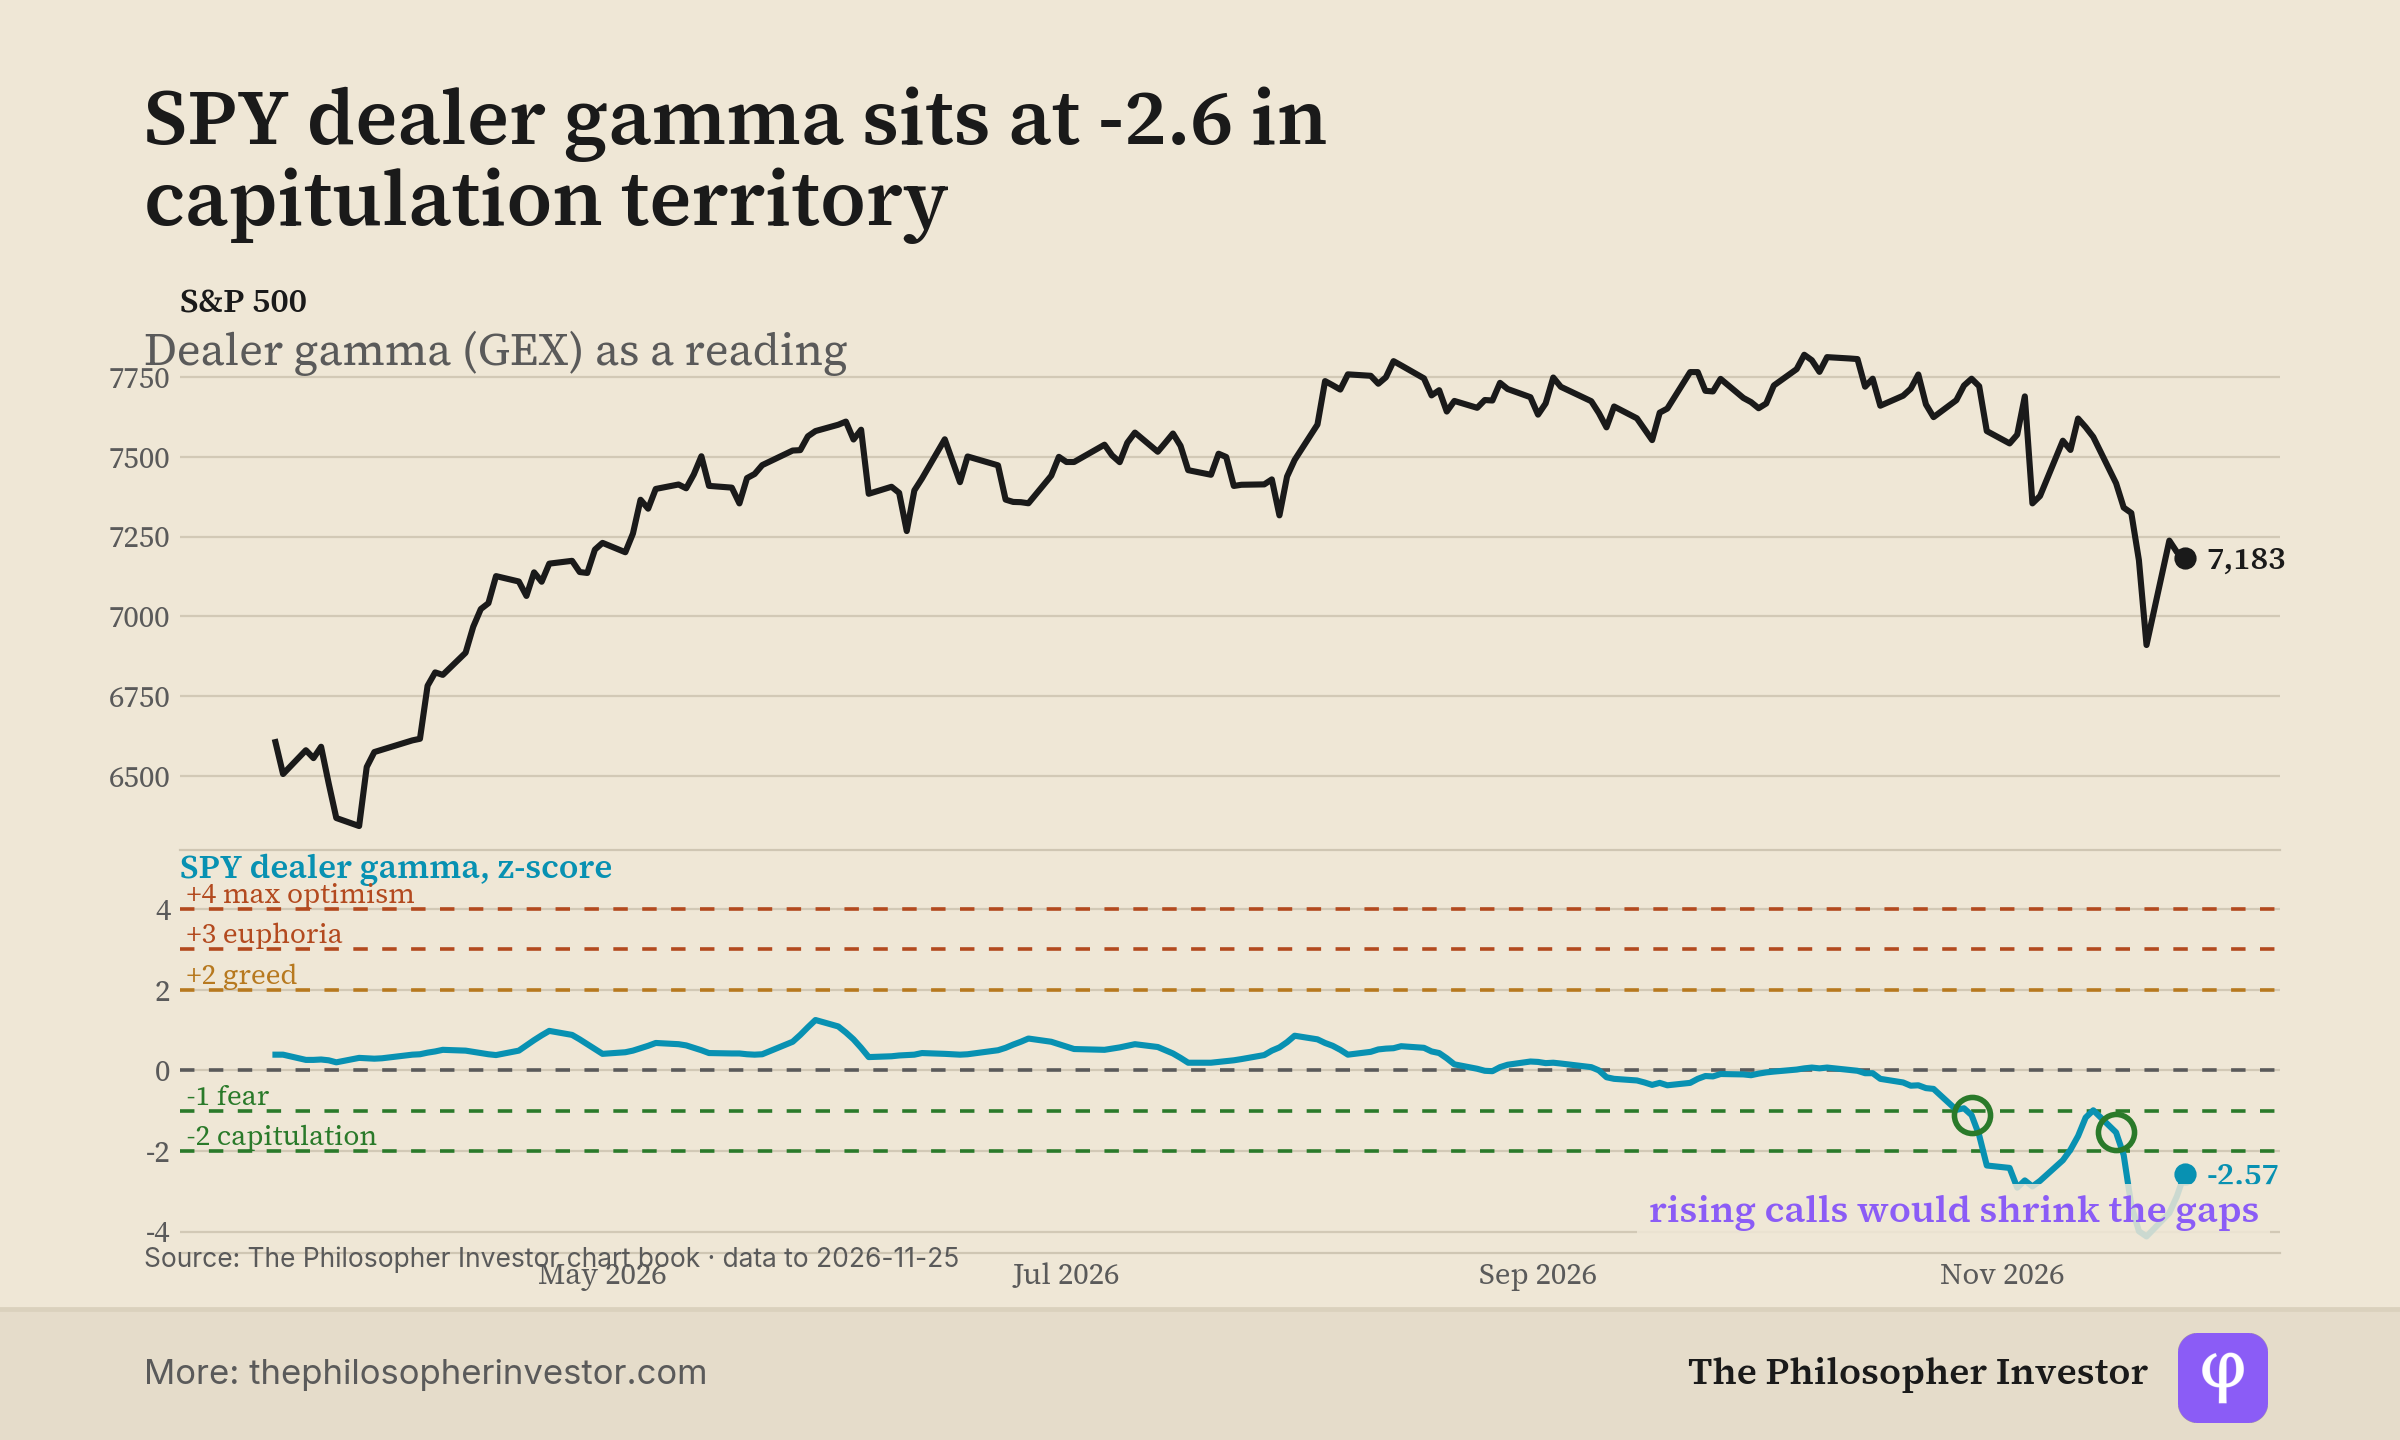 SPY dealer gamma sits at -2.6 in
capitulation territory
S&P 500
Dealer gamma (GEX) as a reading
7750
7500
7250
7,183
7000
6750
6500
SPY dealer gamma, z-score
+4 max optimism
4
+3 euphoria
+2 greed
2
0
-1 fear
-2 capitulation
-2
-2.57
rising calls would shrink the gaps
-4
Source: The Philosopher Investor chart book · data to 2026-11-25
May 2026 Jul 2026 Sep 2026 Nov 2026
More: thephilosopherinvestor.com
The Philosopher Investor φ